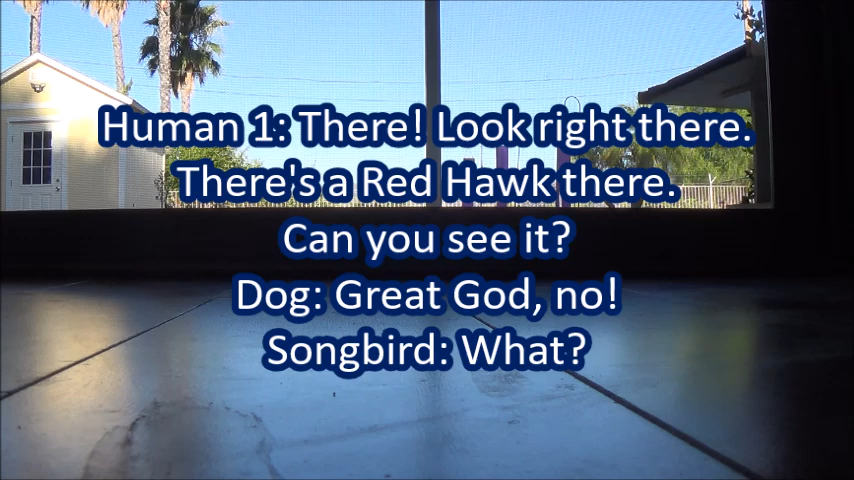 Human 1: There! Look right there.
There's a Red Hawk there.
Can you see it?
Dog: Great God, no!
Songbird: What?